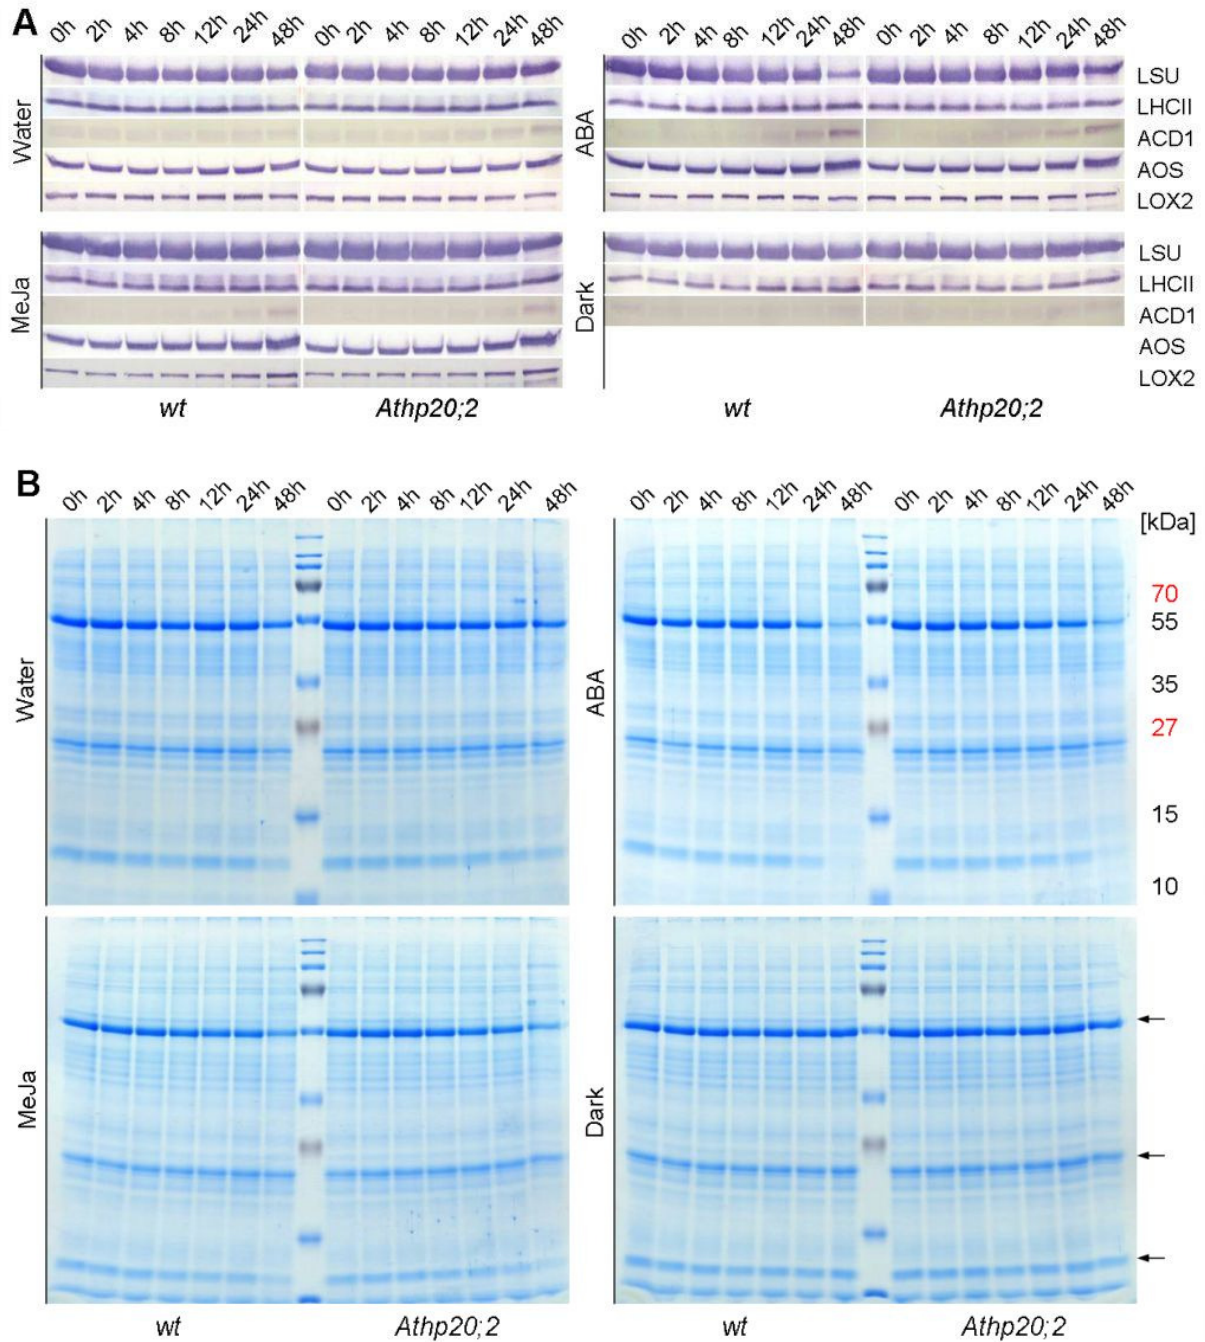 A
0h 2h 4h 8h 12h 24h 48h 0h 2h 4h 8h 12h 24h 48h
0h 2h 4h 8h 12h 24h 48h 0h 2h 4h 8h 12h 24h 48h
Water
ABA
LSU
LHCII
ACD1
AOS
LOX2
MeJa
Dark
LSU
LHCII
ACD1
AOS
LOX2
wt Athp20;2 wt Athp20;2
B
0h 2h 4h 8h 12h 24h 48h 0h 2h 4h 8h 12h 24h 48h
0h 2h 4h 8h 12h 24h 48h 0h 2h 4h 8h 12h 24h 48h
[kDa]
Water
ABA
70
55
35
27
15
10
MeJa
Dark
wt Athp20;2 wt Athp20;2